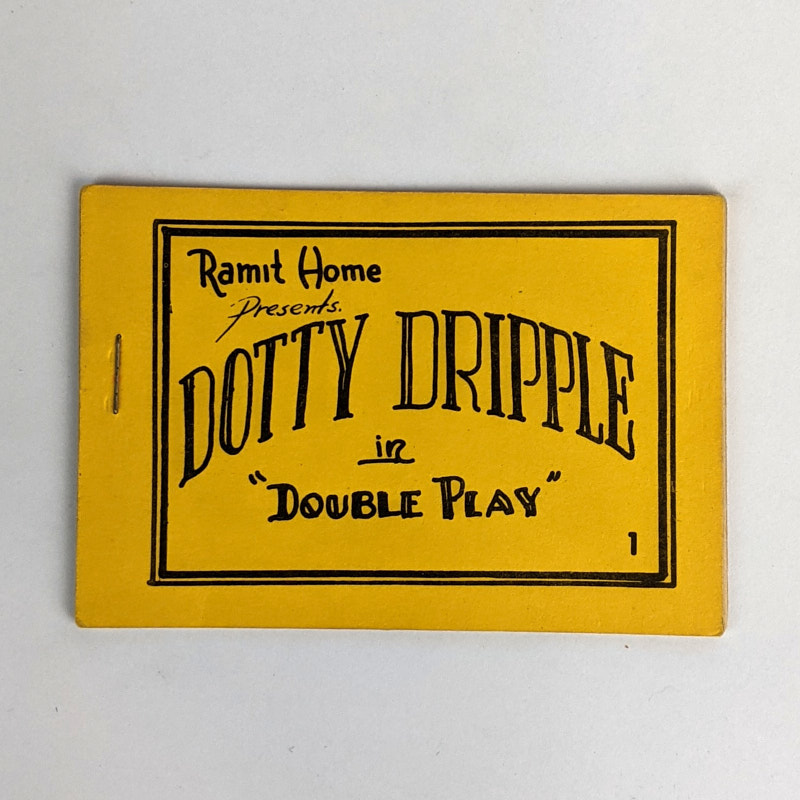 Ramit Home
Presents.
DOTTY DRIPPLE
in
"DOUBLE PLAY"
1